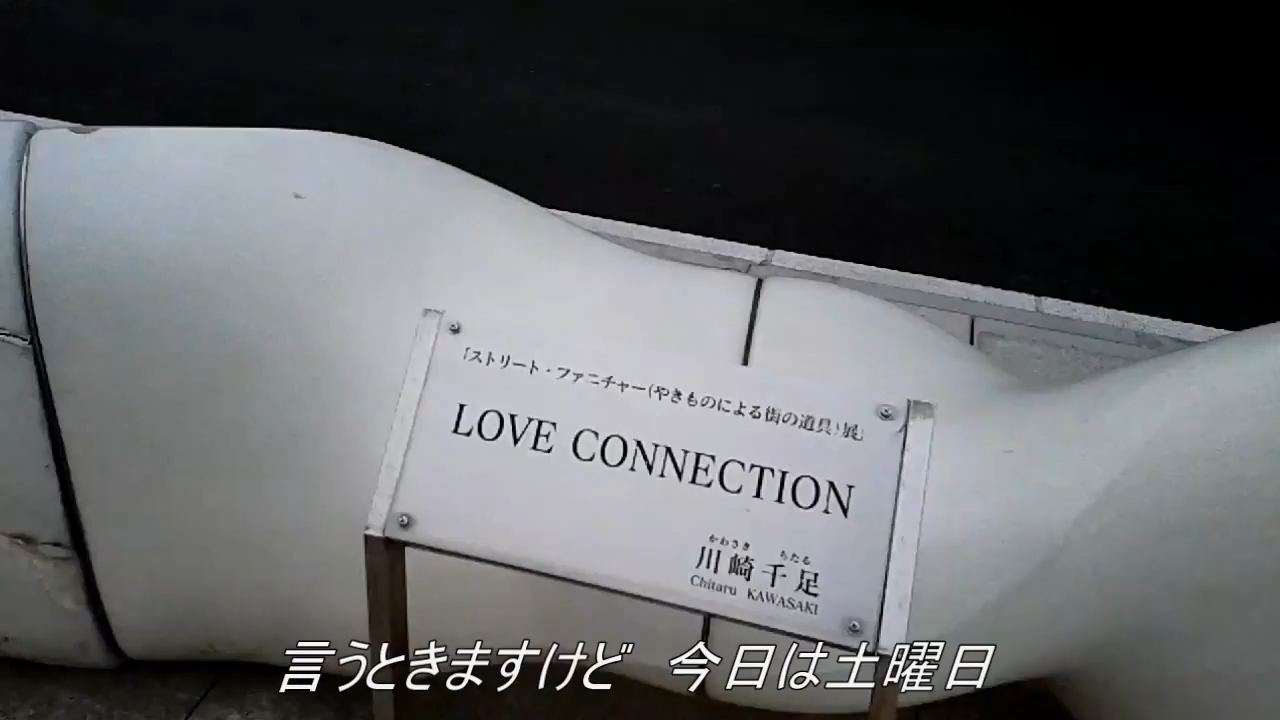 「ストリート・ファニチャー(やきものによる街の道具)展」
LOVE CONNECTION
かわさき ちたる
川崎千足
Chitaru KAWASAKI
言うときますけど 今日は土曜日